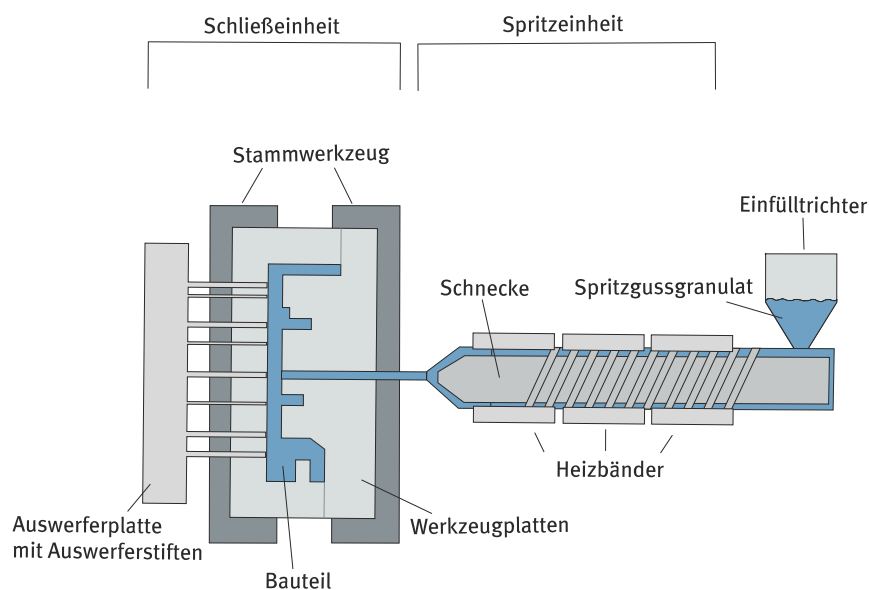 Schließeinheit
Spritzeinheit
Stammwerkzeug
Einfülltrichter
Schnecke
Spritzgussgranulat
Heizbänder
Auswerferplatte
mit Auswerferstiften
Werkzeugplatten
Bauteil